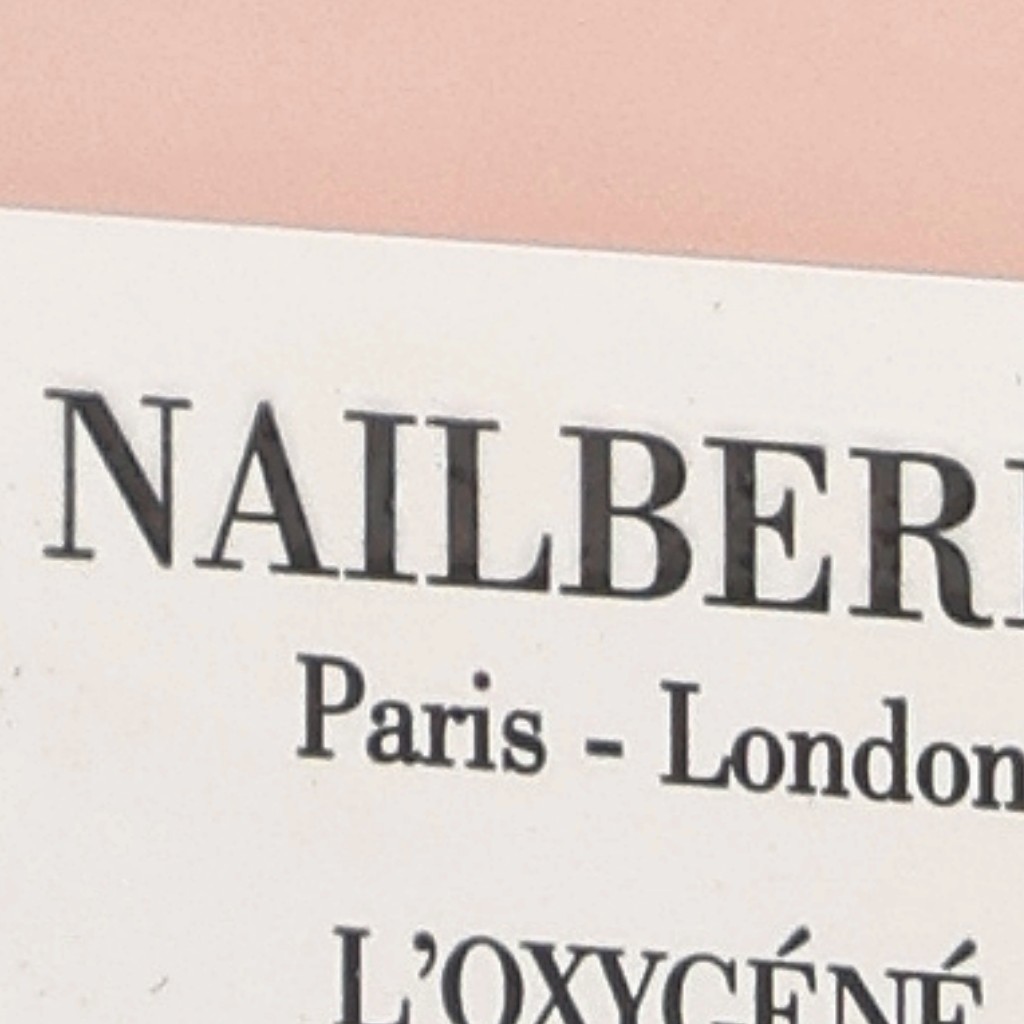 NAILBER
Paris - London
L'OXYGÉNÉ